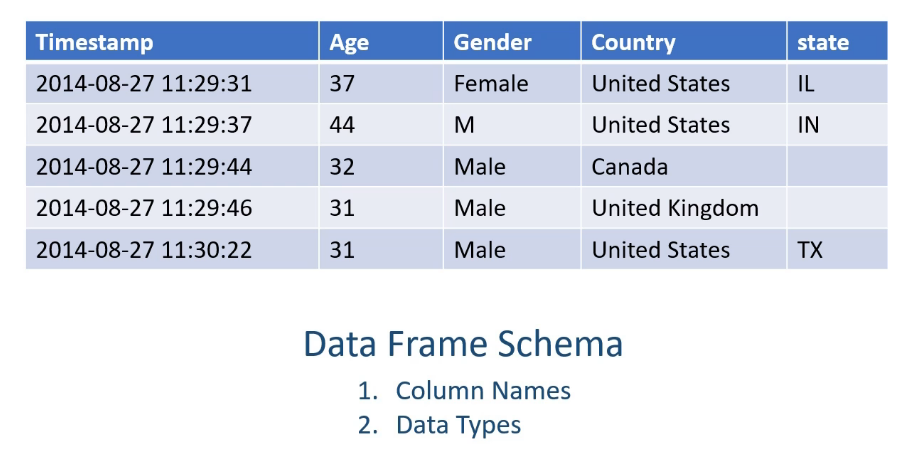 Timestamp Age Gender Country state
2014-08-27 11:29:31 37 Female United States IL
2014-08-27 11:29:37 44 M United States IN
2014-08-27 11:29:44 32 Male Canada
2014-08-27 11:29:46 31 Male United Kingdom
2014-08-27 11:30:22 31 Male United States TX
Data Frame Schema
1. Column Names
2. Data Types